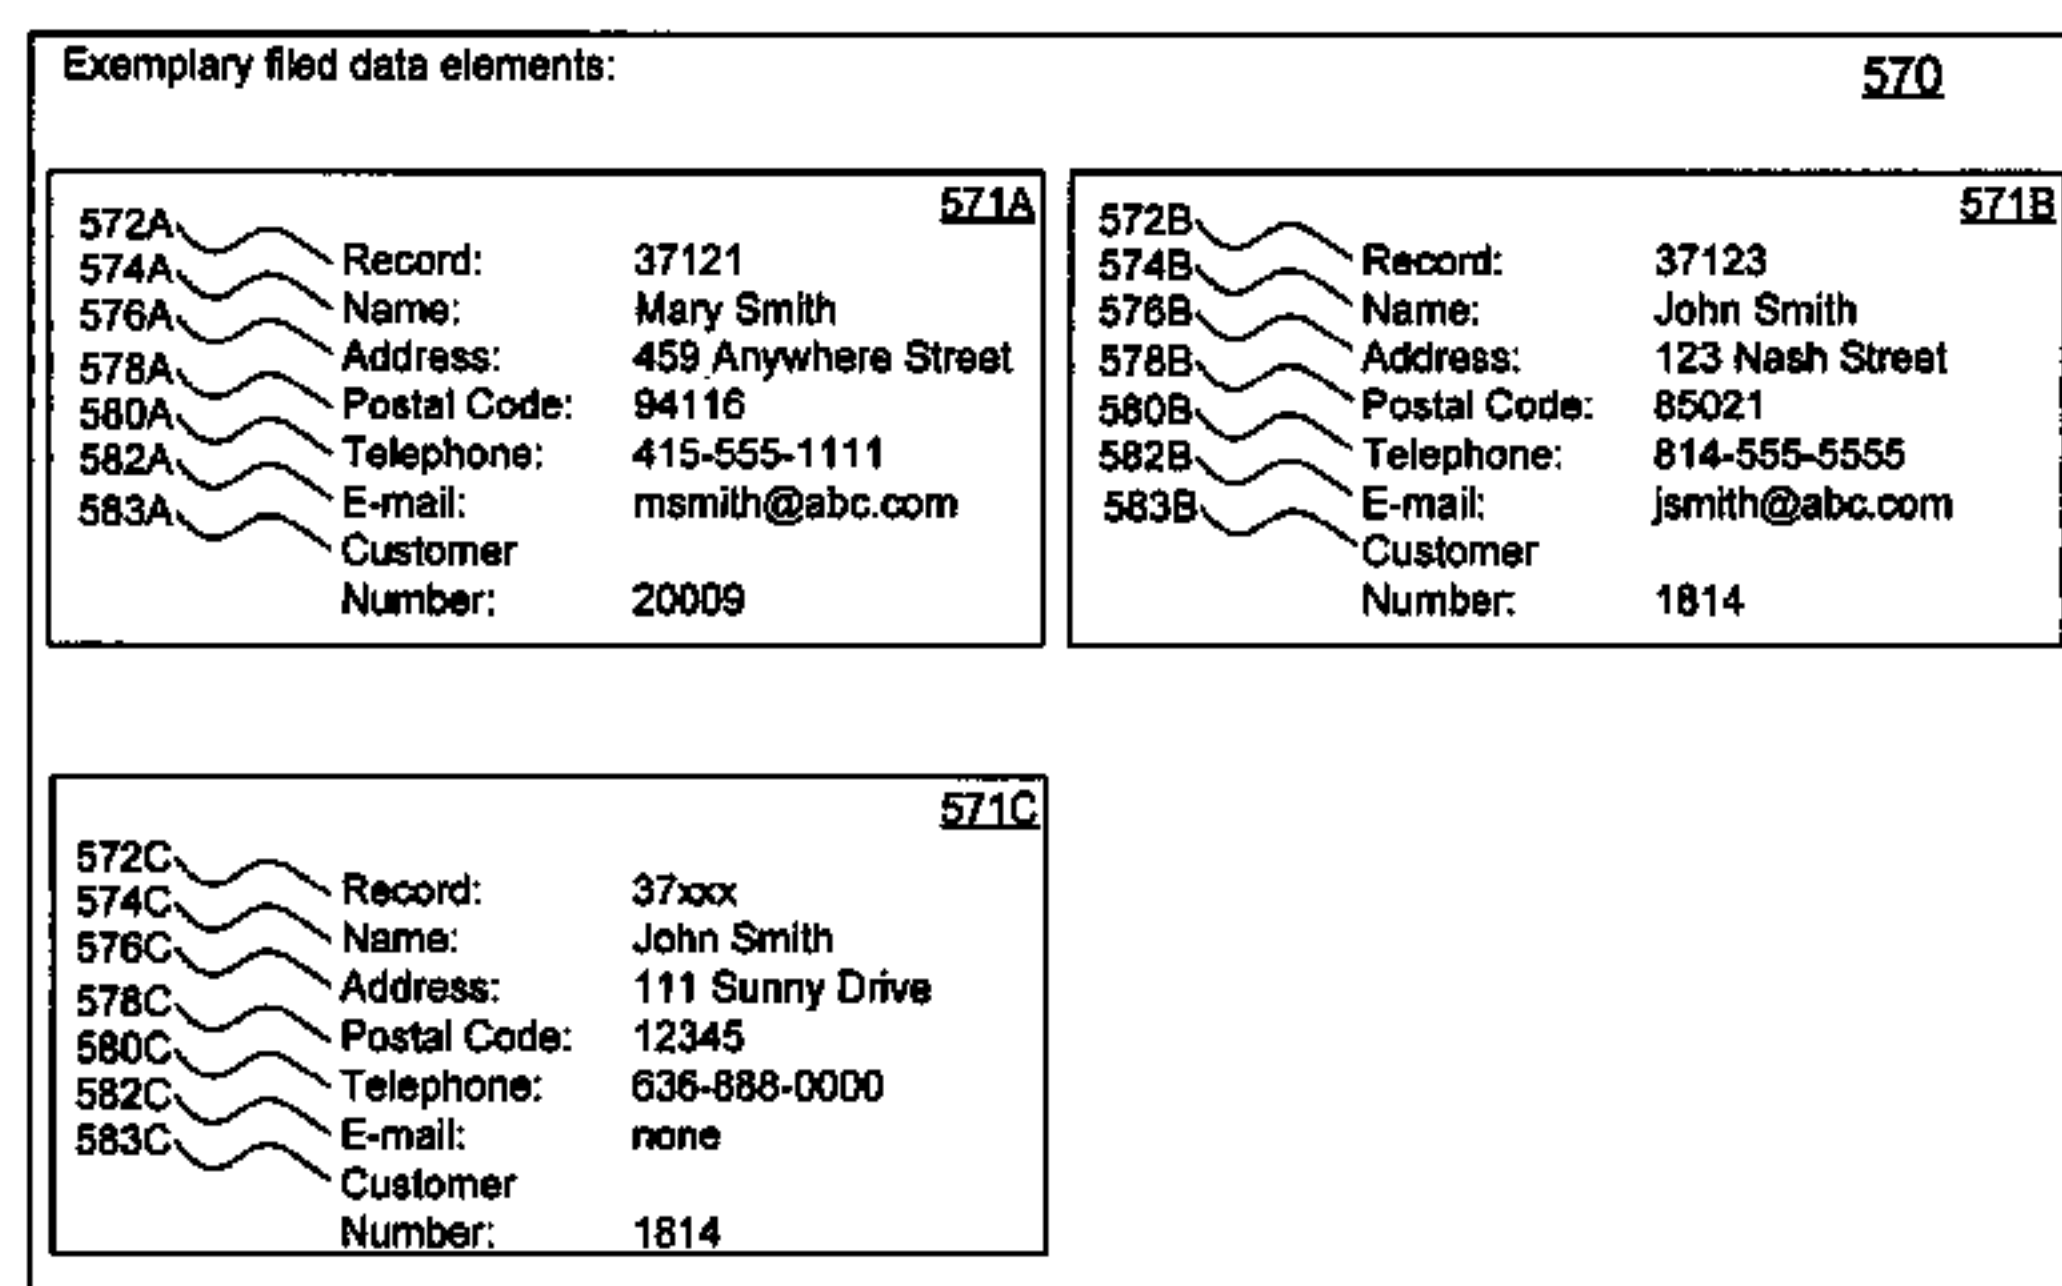 Exemplary filed data elements:
570
571A
572A
574A
576A
578A
580A
582A
583A
Record: 37121
Name: Mary Smith
Address: 459 Anywhere Street
Postal Code: 94116
Telephone: 415-555-1111
E-mail: msmith@abc.com
Customer
Number: 20009
571B
572B
574B
576B
578B
580B
582B
583B
Record: 37123
Name: John Smith
Address: 123 Nash Street
Postal Code: 85021
Telephone: 814-555-5555
E-mail: jsmith@abc.com
Customer
Number: 1814
571C
572C
574C
576C
578C
580C
582C
583C
Record: 37xxx
Name: John Smith
Address: 111 Sunny Drive
Postal Code: 12345
Telephone: 636-888-0000
E-mail: none
Customer
Number: 1814